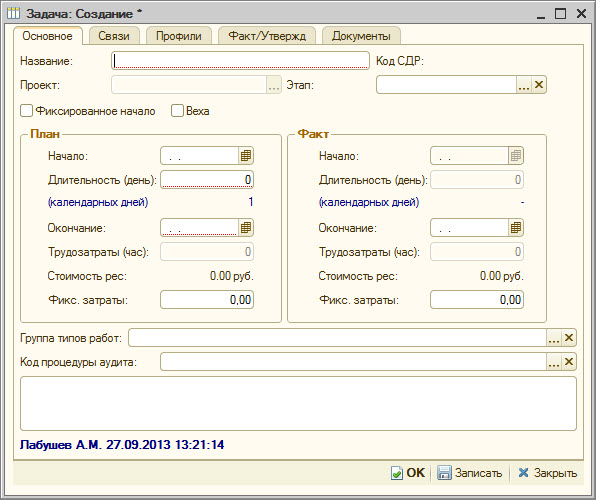 Задача: Создание *
Основное Связи Профили Факт/Утвержд Документы
Название: Код СДР:
Проект: ... Этап: ...
Фиксированное начало Веха
План Факт
Начало: . . Начало: . .
Длительность (день): 0 Длительность (день): 0
(календарных дней) 1 (календарных дней) -
Окончание: . . Окончание: . .
Трудозатраты (час): 0 Трудозатраты (час): 0
Стоимость рес: 0.00 руб. Стоимость рес: 0.00 руб.
Фикс. затраты: 0,00 Фикс. затраты: 0,00
Группа типов работ: ...
Код процедуры аудита: ...
Лабушев А.М. 27.09.2013 13:21:14
OK Записать Закрыть